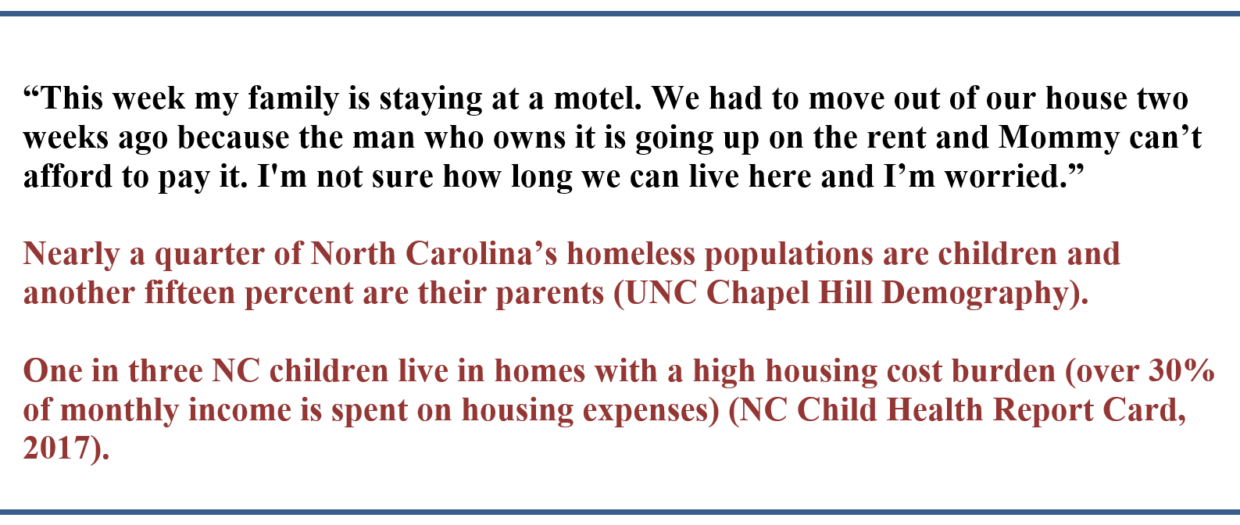 “This week my family is staying at a motel. We had to move out of our house two
weeks ago because the man who owns it is going up on the rent and Mommy can’t
afford to pay it. I'm not sure how long we can live here and I’m worried.”
Nearly a quarter of North Carolina’s homeless populations are children and
another fifteen percent are their parents (UNC Chapel Hill Demography).
One in three NC children live in homes with a high housing cost burden (over 30%
of monthly income is spent on housing expenses) (NC Child Health Report Card,
2017).